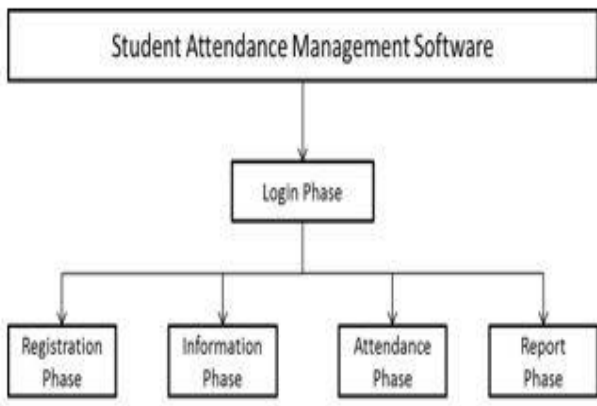 Student Attendance Management Software
Login Phase
Registration
Phase
Information
Phase
Attendance
Phase
Report
Phase